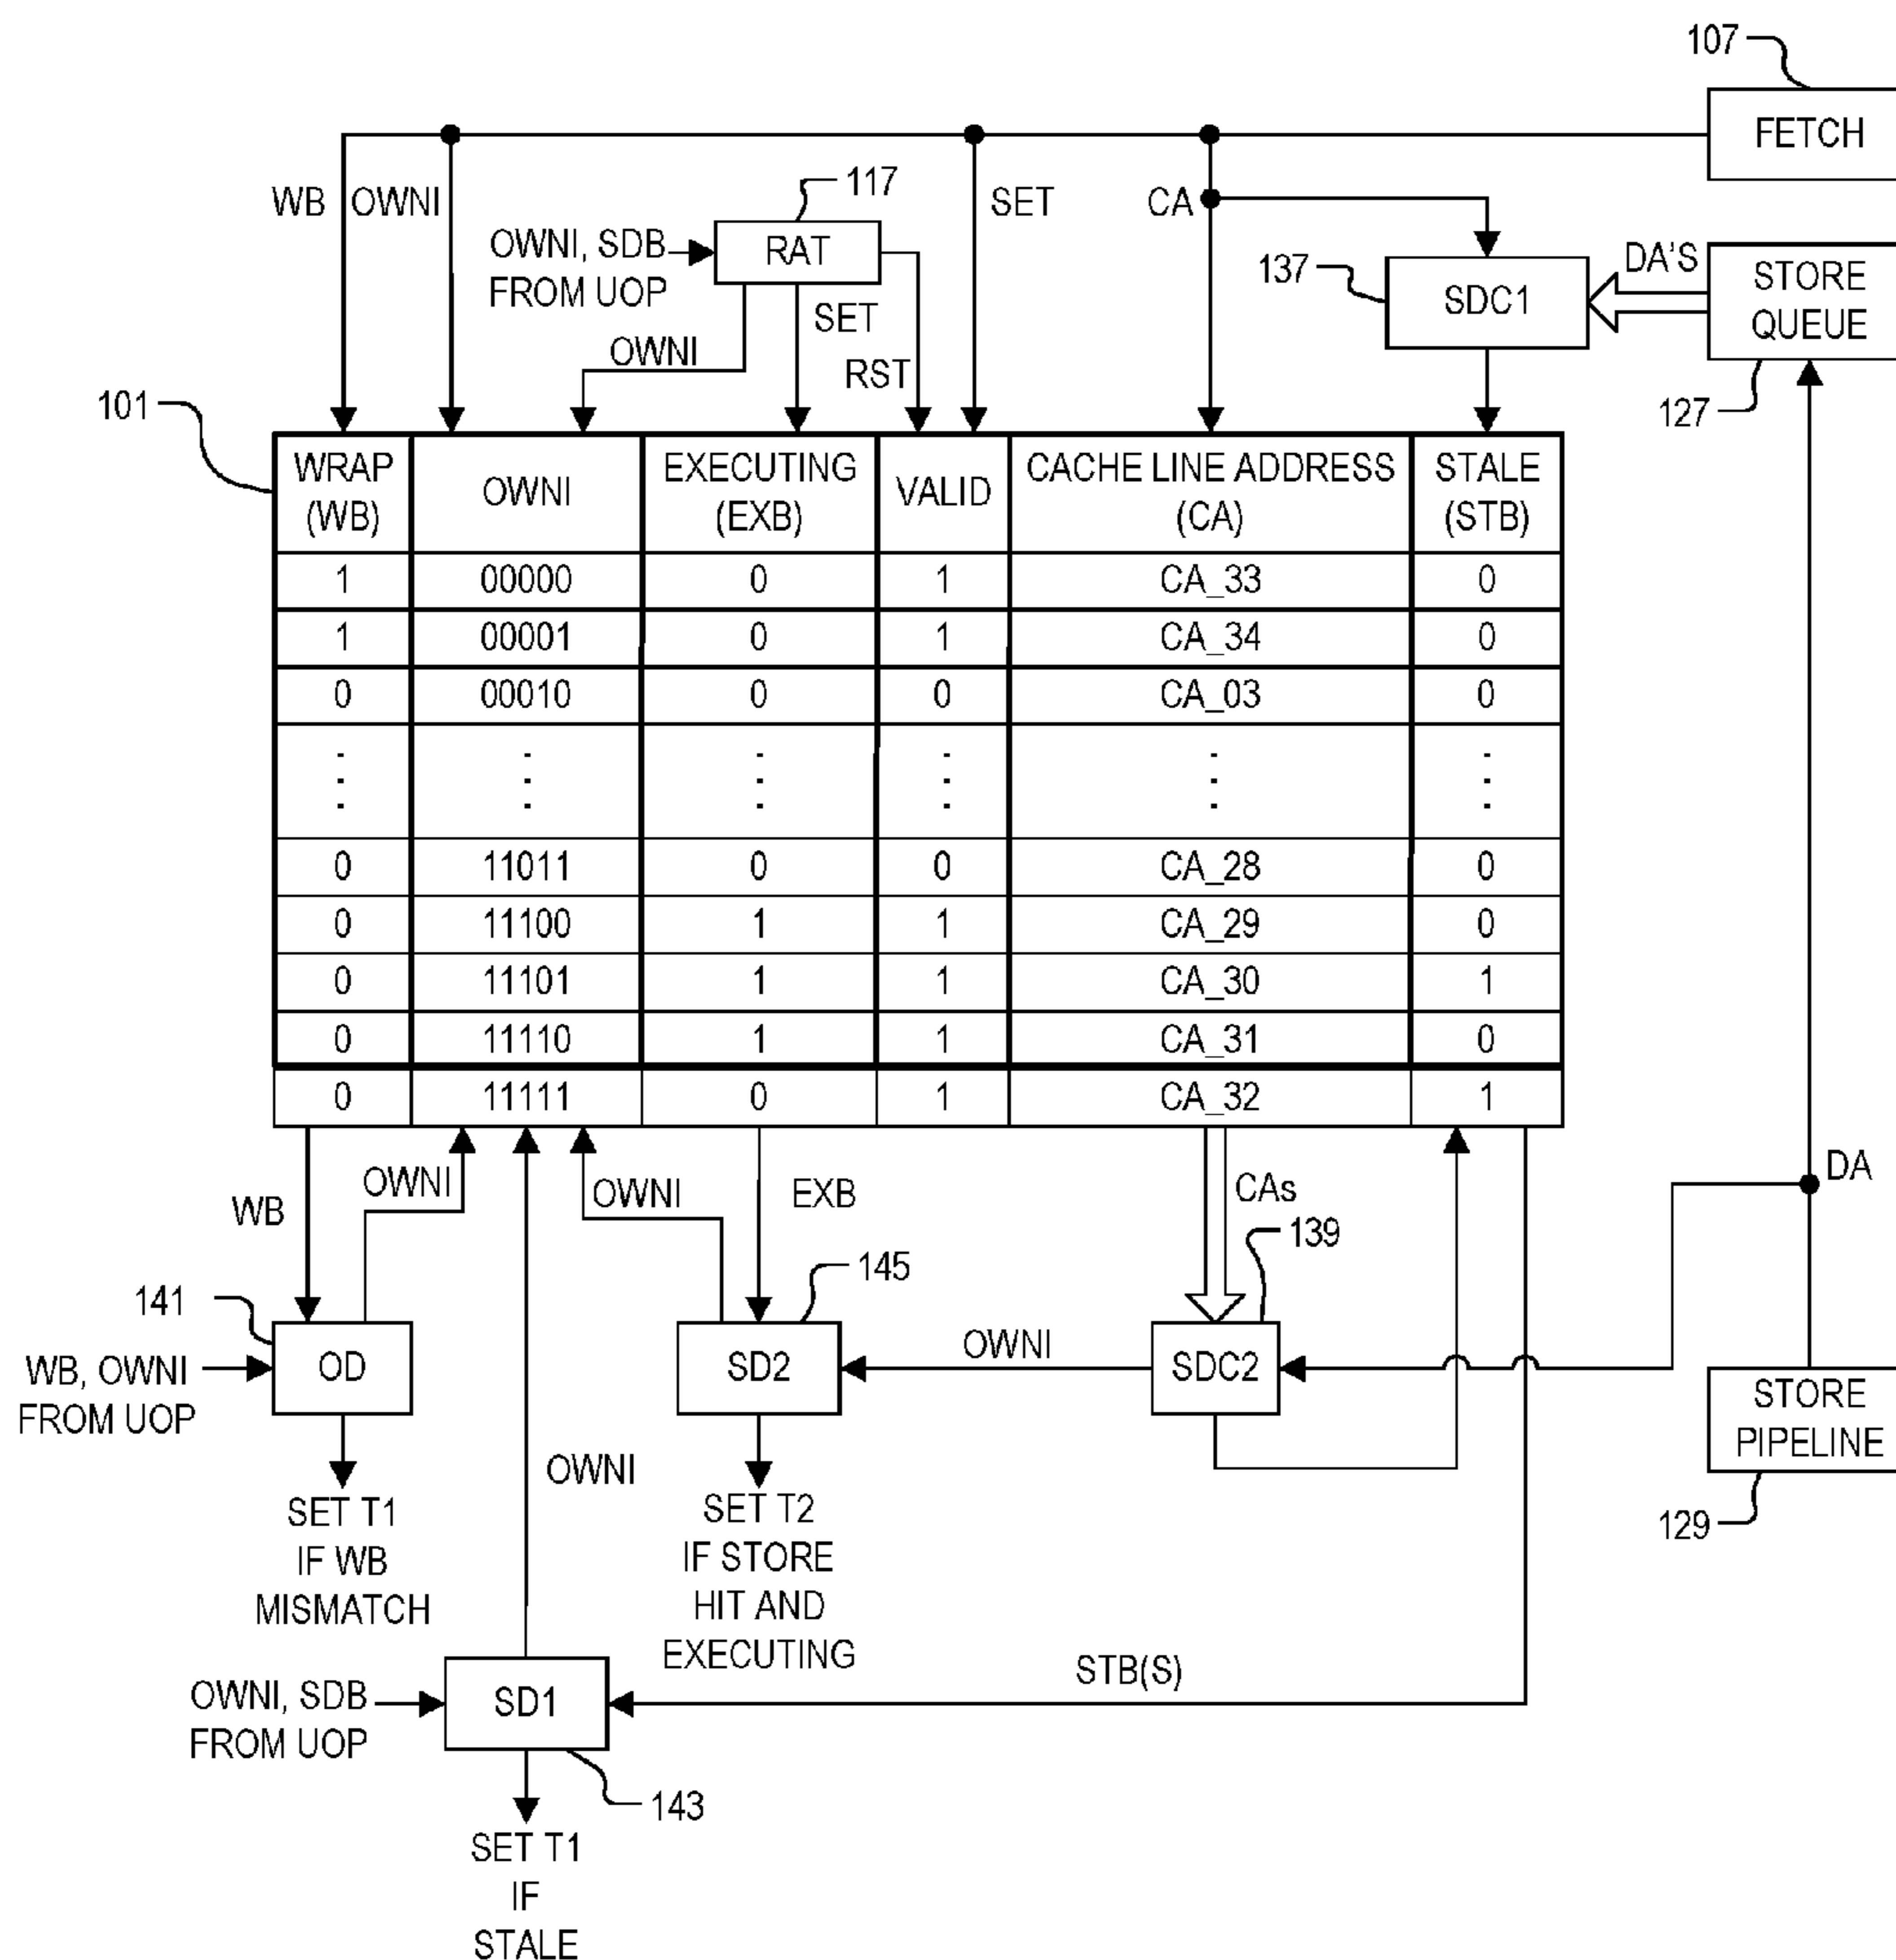 107
FETCH
WB
OWNI
117
SET
CA
OWNI, SDB
FROM UOP
RAT
137
SDC1
DA'S
STORE
QUEUE
127
SET
OWNI
RST
101
WRAP
(WB)
OWNI
EXECUTING
(EXB)
VALID
CACHE LINE ADDRESS
(CA)
STALE
(STB)
1 00000 0 1 CA_33 0
1 00001 0 1 CA_34 0
0 00010 0 0 CA_03 0
: : : : : :
0 11011 0 0 CA_28 0
0 11100 1 1 CA_29 0
0 11101 1 1 CA_30 1
0 11110 1 1 CA_31 0
0 11111 0 1 CA_32 1
WB
OWNI
OWNI
EXB
CAs
DA
139
141
145
OD
WB, OWNI
FROM UOP
SD2
OWNI
SDC2
STORE
PIPELINE
129
SET T1
IF WB
MISMATCH
OWNI
SET T2
IF STORE
HIT AND
EXECUTING
OWNI, SDB
FROM UOP
SD1
STB(S)
143
SET T1
IF
STALE